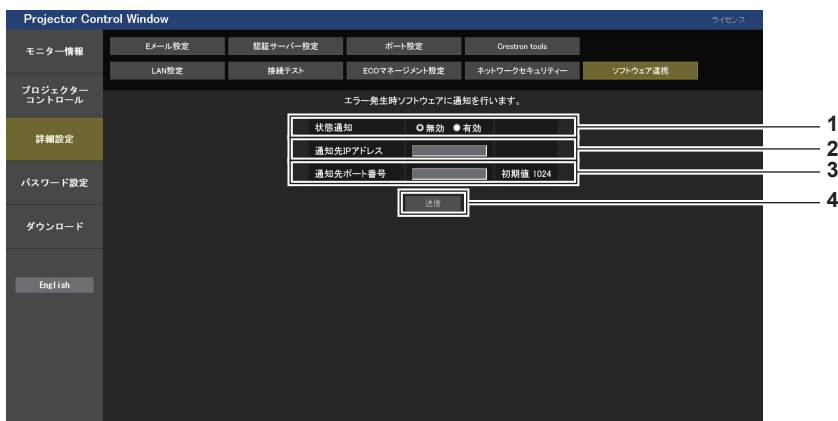 Projector Control Window
ライセンス
モニター情報
プロジェクター
コントロール
詳細設定
パスワード設定
ダウンロード
English
Eメール設定 認証サーバー設定 ポート設定 Crestron tools
LAN設定 接続テスト ECOマネージメント設定 ネットワークセキュリティー ソフトウェア連携
エラー発生時ソフトウェアに通知を行います。
状態通知 無効 有効 1
通知先IPアドレス 2
通知先ポート番号 初期値 1024 3
送信 4